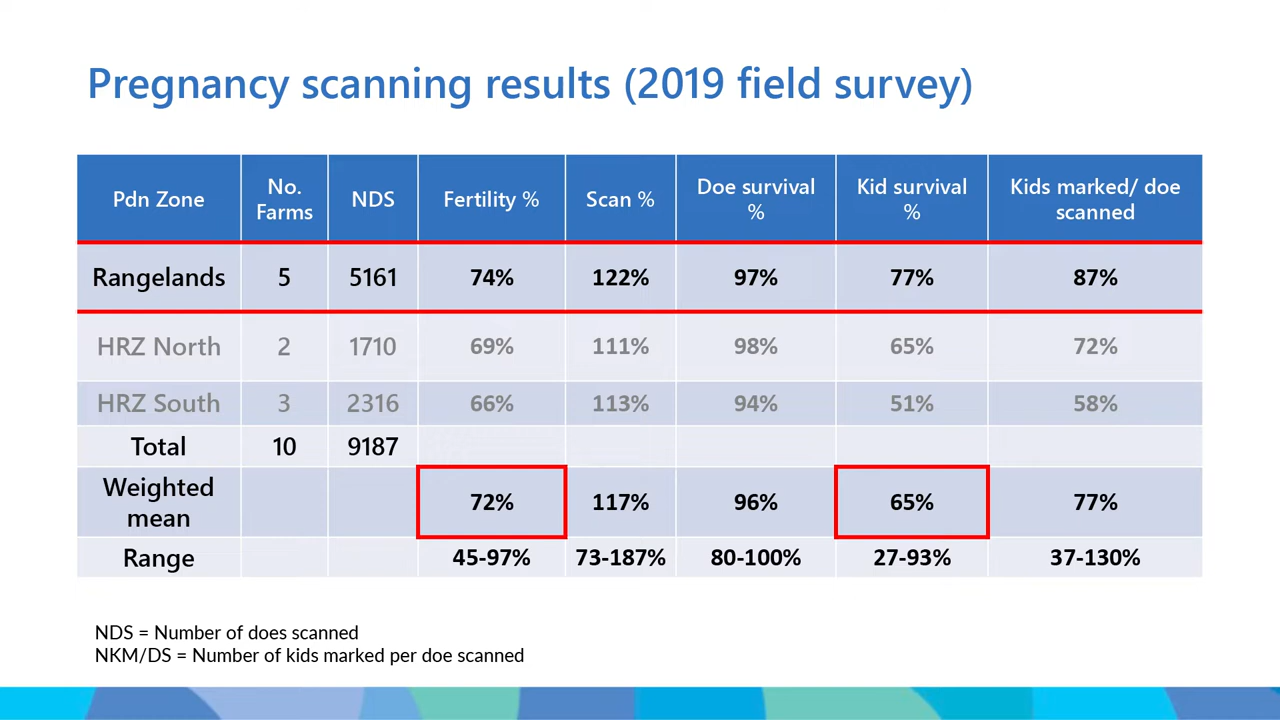 Pregnancy scanning results (2019 field survey)
Pdn Zone No. Farms NDS Fertility % Scan % Doe survival % Kid survival % Kids marked/ doe scanned
Rangelands 5 5161 74% 122% 97% 77% 87%
HRZ North 2 1710 69% 111% 98% 65% 72%
HRZ South 3 2316 66% 113% 94% 51% 58%
Total 10 9187
Weighted mean 72% 117% 96% 65% 77%
Range 45-97% 73-187% 80-100% 27-93% 37-130%
NDS = Number of does scanned
NKM/DS = Number of kids marked per doe scanned